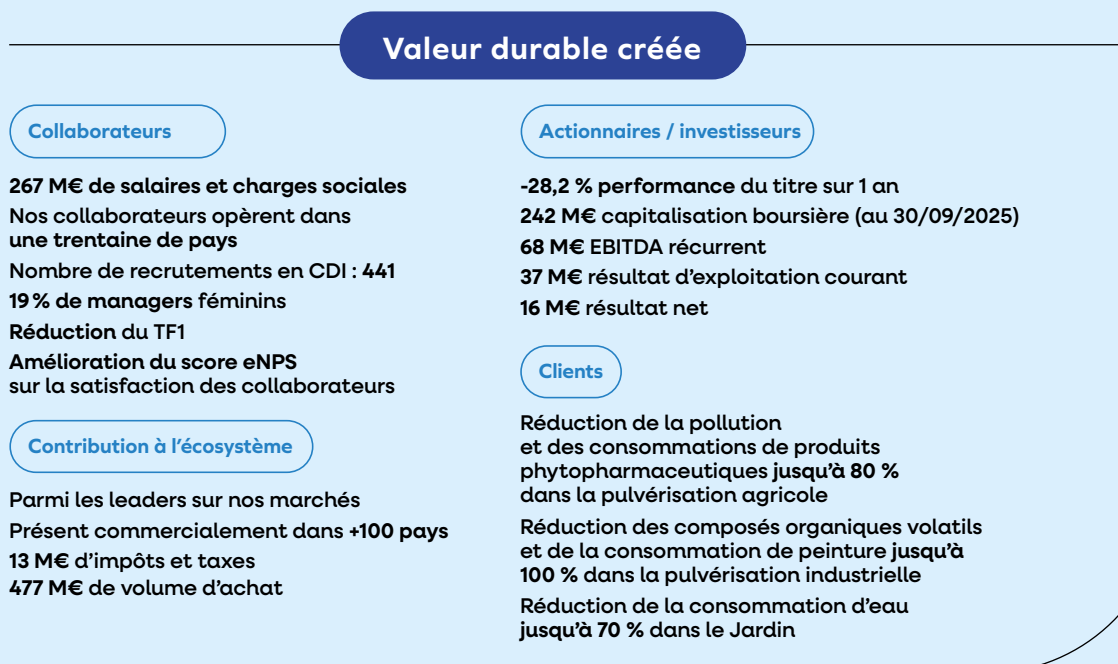 Valeur durable créée
Collaborateurs
267 M€ de salaires et charges sociales
Nos collaborateurs opèrent dans
une trentaine de pays
Nombre de recrutements en CDI : 441
19 % de managers féminins
Réduction du TF1
Amélioration du score eNPS
sur la satisfaction des collaborateurs
Contribution à l'écosystème
Parmi les leaders sur nos marchés
Présent commercialement dans +100 pays
13 M€ d'impôts et taxes
477 M€ de volume d'achat
Actionnaires / investisseurs
-28,2 % performance du titre sur 1 an
242 M€ capitalisation boursière (au 30/09/2025)
68 M€ EBITDA récurrent
37 M€ résultat d'exploitation courant
16 M€ résultat net
Clients
Réduction de la pollution
et des consommations de produits
phytopharmaceutiques jusqu'à 80 %
dans la pulvérisation agricole
Réduction des composés organiques volatils
et de la consommation de peinture jusqu'à
100 % dans la pulvérisation industrielle
Réduction de la consommation d'eau
jusqu'à 70 % dans le Jardin